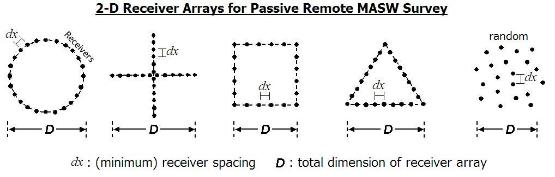 2-D Receiver Arrays for Passive Remote MASW Survey
dx
Receivers
dx
dx
dx
random
dx
D
D
D
D
D
dx : (minimum) receiver spacing D : total dimension of receiver array